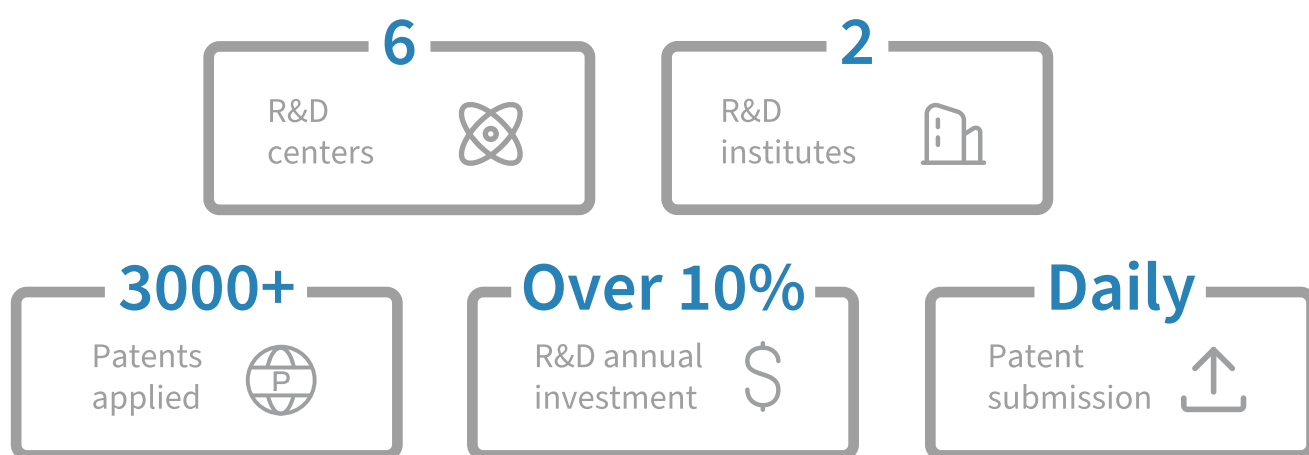 6
R&D
centers
2
R&D
institutes
3000+
Patents
applied
P
Over 10%
R&D annual
investment
$
Daily
Patent
submission